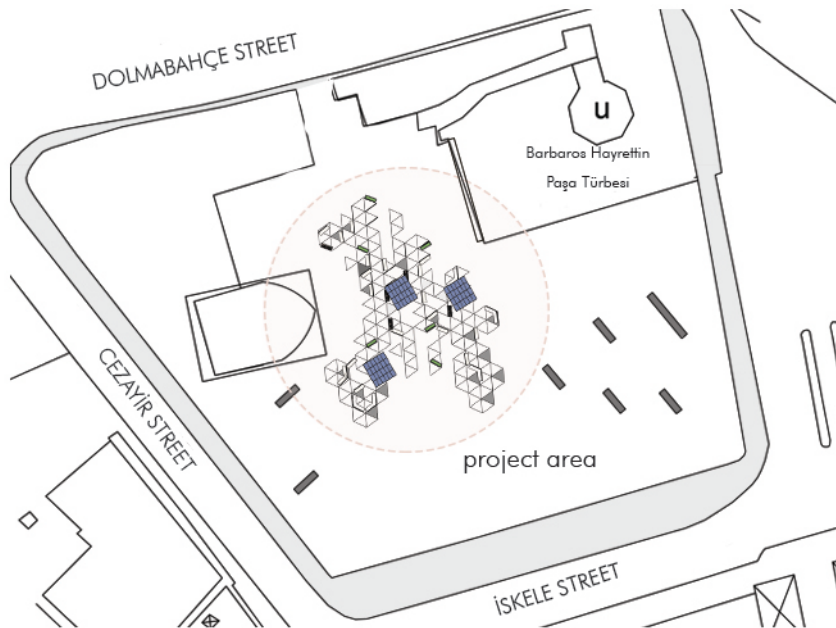 DOLMABAHÇE STREET
u
Barbaros Hayrettin
Paşa Türbesi
CEZAYİR STREET
project area
İSKELE STREET